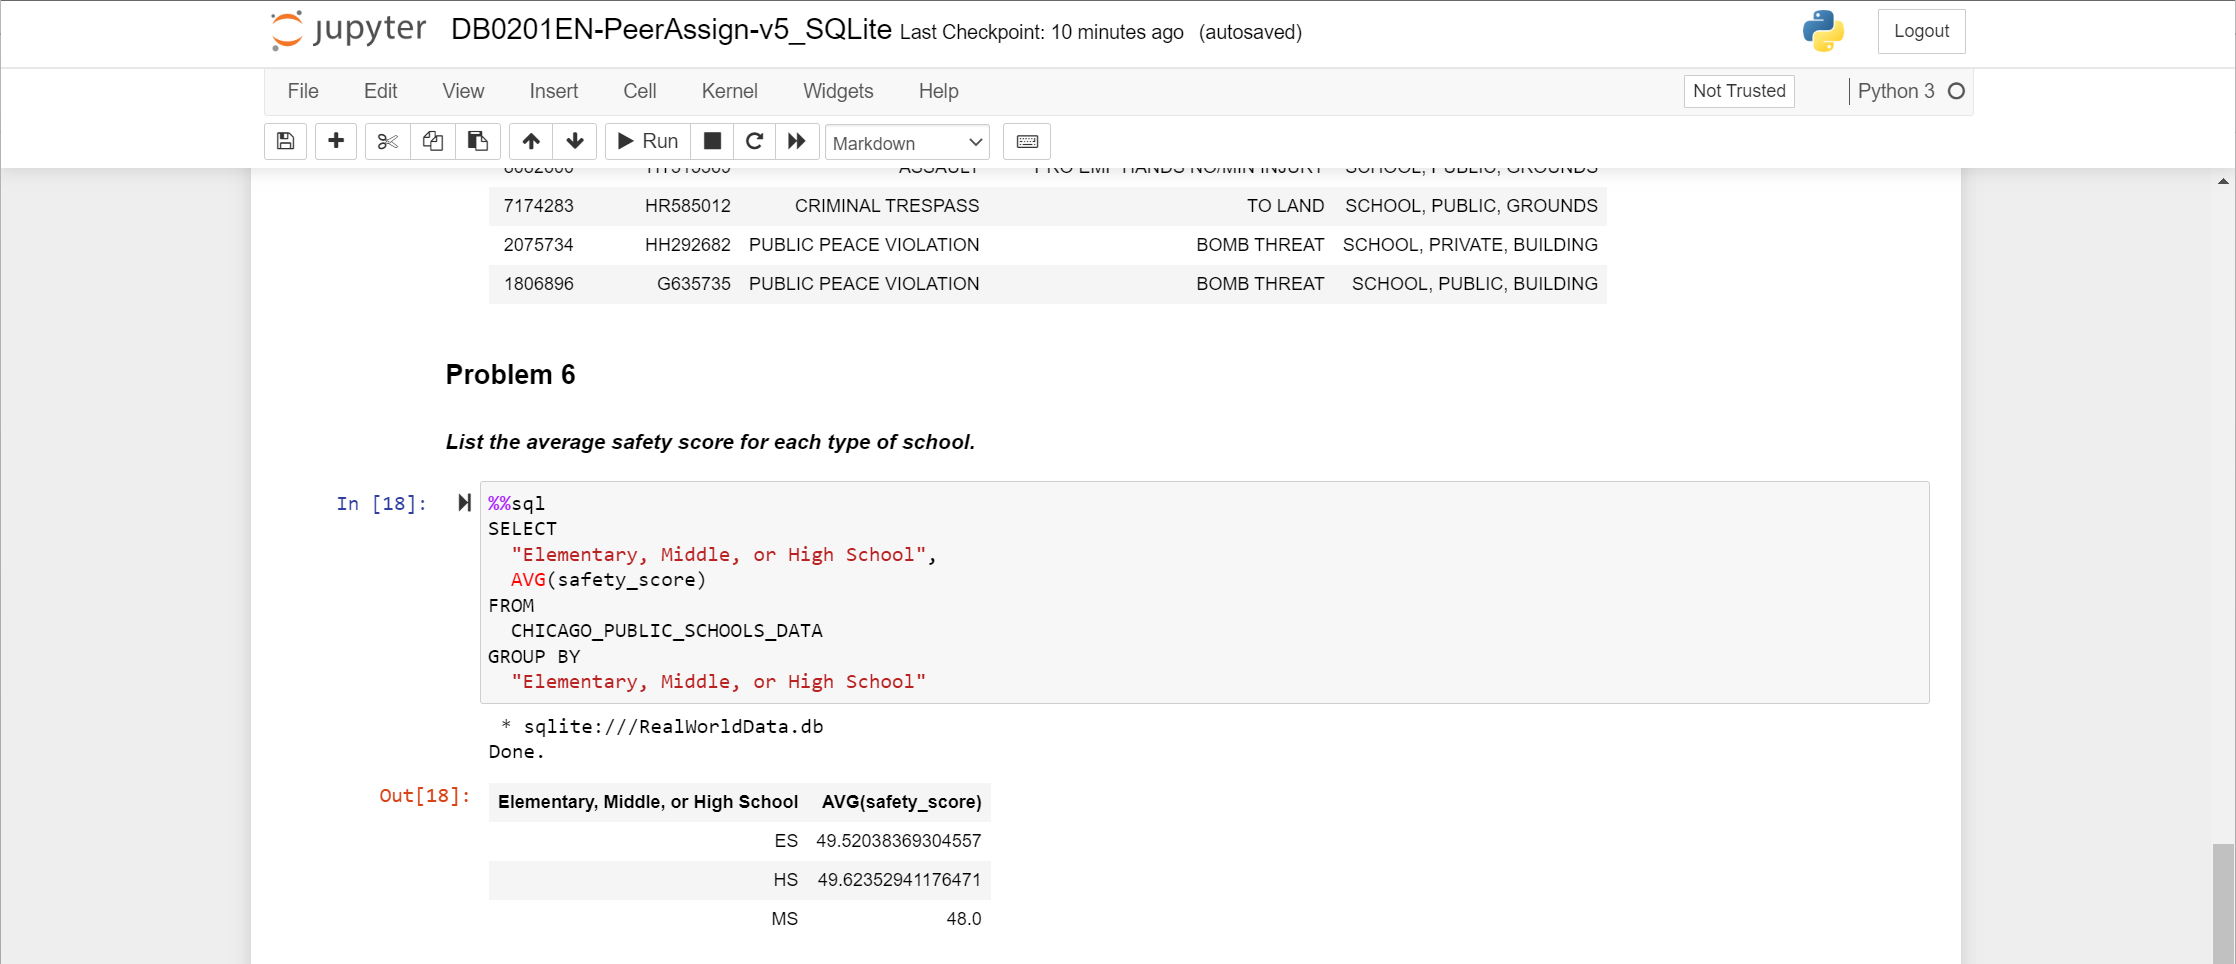 jupyter DB0201EN-PeerAssign-v5_SQLite Last Checkpoint: 10 minutes ago (autosaved) Logout
File Edit View Insert Cell Kernel Widgets Help Not Trusted Python 3
Run Markdown
7174283 HR585012 CRIMINAL TRESPASS TO LAND SCHOOL, PUBLIC, GROUNDS
2075734 HH292682 PUBLIC PEACE VIOLATION BOMB THREAT SCHOOL, PRIVATE, BUILDING
1806896 G635735 PUBLIC PEACE VIOLATION BOMB THREAT SCHOOL, PUBLIC, BUILDING
Problem 6
List the average safety score for each type of school.
In [18]: %%sql
SELECT
"Elementary, Middle, or High School",
AVG(safety_score)
FROM
CHICAGO_PUBLIC_SCHOOLS_DATA
GROUP BY
"Elementary, Middle, or High School"
* sqlite:///RealWorldData.db
Done.
Out[18]: Elementary, Middle, or High School AVG(safety_score)
ES 49.52038369304557
HS 49.62352941176471
MS 48.0